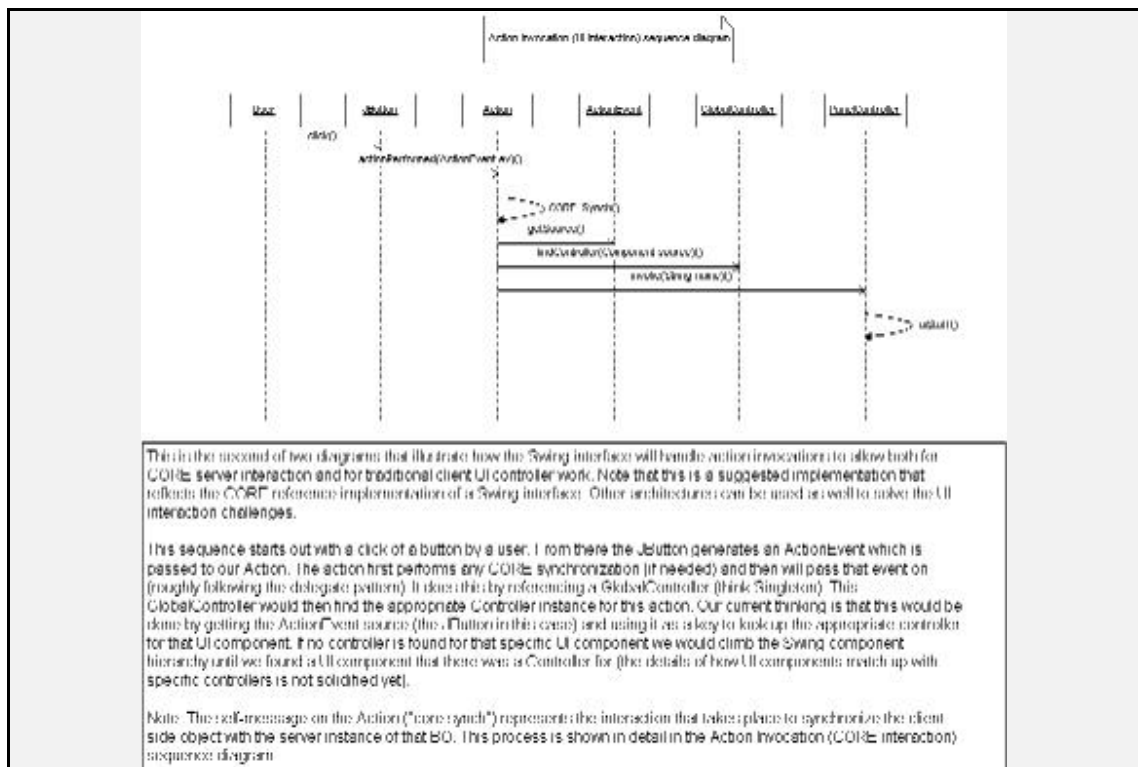 Action Invocation (UI Interaction) sequence diagram
User JButton Action ActionEvent GlobalController PanelController
click()
actionPerformed(ActionEvent ev)()
CORE Synch()
getSource()
findController(Component source)()
invoke(String name)()
This is the second of two diagrams that illustrate how the Swing interface will handle action invocations to allow both for
CORE server interaction and for traditional client UI controller work. Note that this is a suggested implementation that
reflects the CORE reference implementation of a Swing interface. Other architectures can be used as well to solve the UI
interaction challenges.
This sequence starts out with a click of a button by a user. From there the JButton generates an ActionEvent which is
passed to our Action. The action first performs any CORE synchronization (if needed) and then will pass that event on
(roughly following the delegate pattern). It does this by referencing a GlobalController (think Singleton). This
GlobalController would then find the appropriate Controller instance for this action. Our current thinking is that this would be
done by getting the ActionEvent source (the JButton in this case) and using it as a key to look up the appropriate controller
for that UI component. If no controller is found for that specific UI component we would climb the Swing component
hierarchy until we found a UI component that there was a Controller for (the details of how UI components match up with
specific controllers is not solidified yet).
Note: The self-message on the Action ("core synch") represents the interaction that takes place to synchronize the client
side object with the server instance of that BO. This process is shown in detail in the Action Invocation (CORE interaction)
sequence diagram